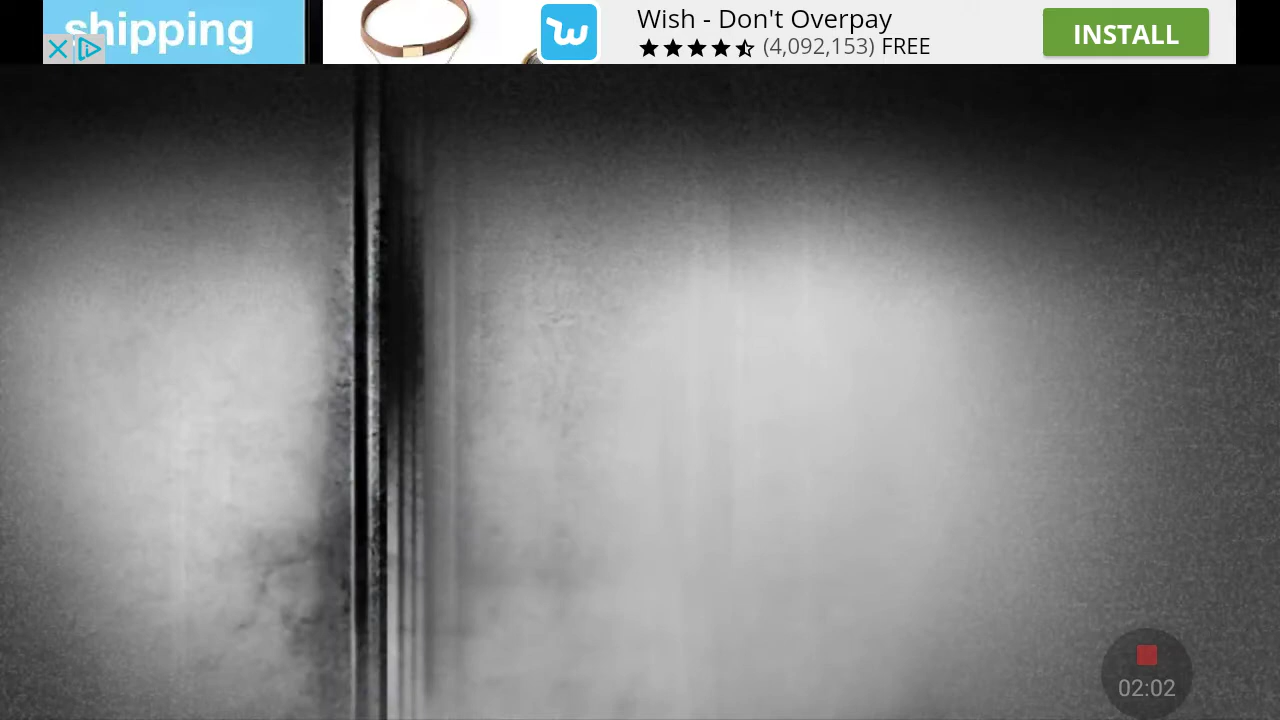 shipping
Wish - Don't Overpay
(4,092,153) FREE
INSTALL
02:02